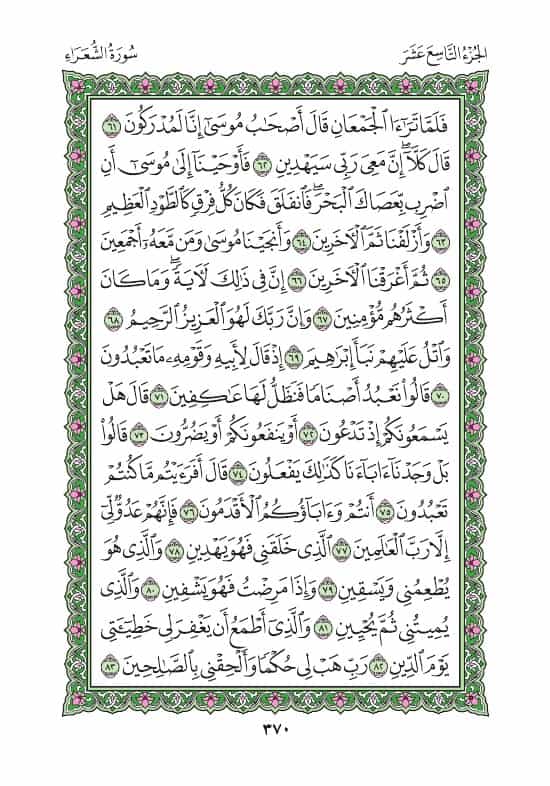 الجُزْءُ التَّاسِعَ عَشَرَ
سُورَةُ الشُّعَرَاءِ
فَلَمَّا تَرَٰٓءَا ٱلْجَمْعَانِ قَالَ أَصْحَٰبُ مُوسَىٰٓ إِنَّا لَمُدْرَكُونَ ٦١
قَالَ كَلَّآ ۖ إِنَّ مَعِىَ رَبِّى سَيَهْدِينِ ٦٢ فَأَوْحَيْنَآ إِلَىٰ مُوسَىٰٓ أَنِ
ٱضْرِب بِّعَصَاكَ ٱلْبَحْرَ ۖ فَٱنفَلَقَ فَكَانَ كُلُّ فِرْقٍ كَٱلطَّوْدِ ٱلْعَظِيمِ
٦٣ وَأَزْلَفْنَا ثَمَّ ٱلْءَاخَرِينَ ٦٤ وَأَنجَيْنَا مُوسَىٰ وَمَن مَّعَهُۥٓ أَجْمَعِينَ
٦٥ ثُمَّ أَغْرَقْنَا ٱلْءَاخَرِينَ ٦٦ إِنَّ فِى ذَٰلِكَ لَءَايَةً ۖ وَمَا كَانَ
أَكْثَرُهُم مُّؤْمِنِينَ ٦٧ وَإِنَّ رَبَّكَ لَهُوَ ٱلْعَزِيزُ ٱلرَّحِيمُ ٦٨
وَٱتْلُ عَلَيْهِمْ نَبَأَ إِبْرَٰهِيمَ ٦٩ إِذْ قَالَ لِأَبِيهِ وَقَوْمِهِۦ مَا تَعْبُدُونَ
٧٠ قَالُوا۟ نَعْبُدُ أَصْنَامًا فَنَظَلُّ لَهَا عَٰكِفِينَ ٧١ قَالَ هَلْ
يَسْمَعُونَكُمْ إِذْ تَدْعُونَ ٧٢ أَوْ يَنفَعُونَكُمْ أَوْ يَضُرُّونَ ٧٣ قَالُوا۟
بَلْ وَجَدْنَآ ءَابَآءَنَا كَذَٰلِكَ يَفْعَلُونَ ٧٤ قَالَ أَفَرَءَيْتُم مَّا كُنتُمْ
تَعْبُدُونَ ٧٥ أَنتُمْ وَءَابَآؤُكُمُ ٱلْأَقْدَمُونَ ٧٦ فَإِنَّهُمْ عَدُوٌّ لِّىٓ
إِلَّا رَبَّ ٱلْعَٰلَمِينَ ٧٧ ٱلَّذِى خَلَقَنِى فَهُوَ يَهْدِينِ ٧٨ وَٱلَّذِى هُوَ
يُطْعِمُنِى وَيَسْقِينِ ٧٩ وَإِذَا مَرِضْتُ فَهُوَ يَشْفِينِ ٨٠ وَٱلَّذِى
يُمِيتُنِى ثُمَّ يُحْيِينِ ٨١ وَٱلَّذِىٓ أَطْمَعُ أَن يَغْفِرَ لِى خَطِيٓـَٔتِى
يَوْمَ ٱلدِّينِ ٨٢ رَبِّ هَبْ لِى حُكْمًا وَأَلْحِقْنِى بِٱلصَّٰلِحِينَ ٨٣
٣٧٠